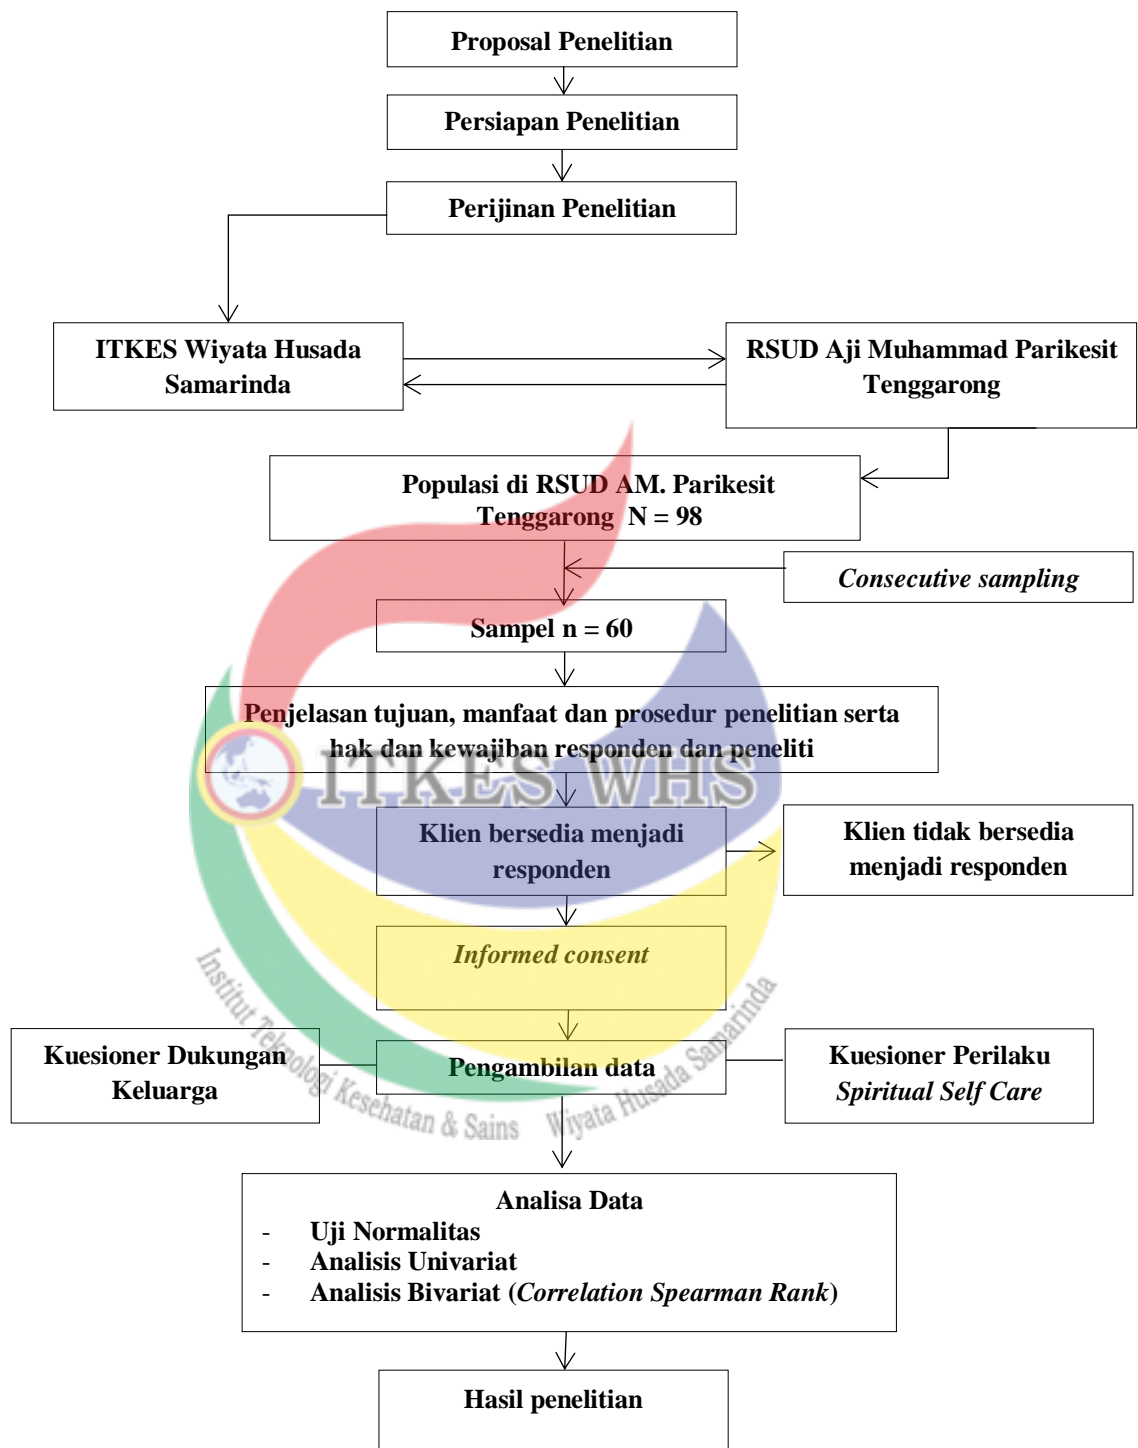 Proposal Penelitian
Persiapan Penelitian
Perijinan Penelitian
ITKES Wiyata Husada
Samarinda
RSUD Aji Muhammad Parikesit
Tenggarong
Populasi di RSUD AM. Parikesit
Tenggarong N = 98
Consecutive sampling
Sampel n = 60
Penjelasan tujuan, manfaat dan prosedur penelitian serta
hak dan kewajiban responden dan peneliti
ITKES WHS
Klien bersedia menjadi
responden
Klien tidak bersedia
menjadi responden
Informed consent
Institut Teknologi Kesehatan & Sains Wiyata Husada Samarinda
Kuesioner Dukungan
Keluarga
Pengambilan data
Kuesioner Perilaku
Spiritual Self Care
Analisa Data
- Uji Normalitas
- Analisis Univariat
- Analisis Bivariat (Correlation Spearman Rank)
Hasil penelitian